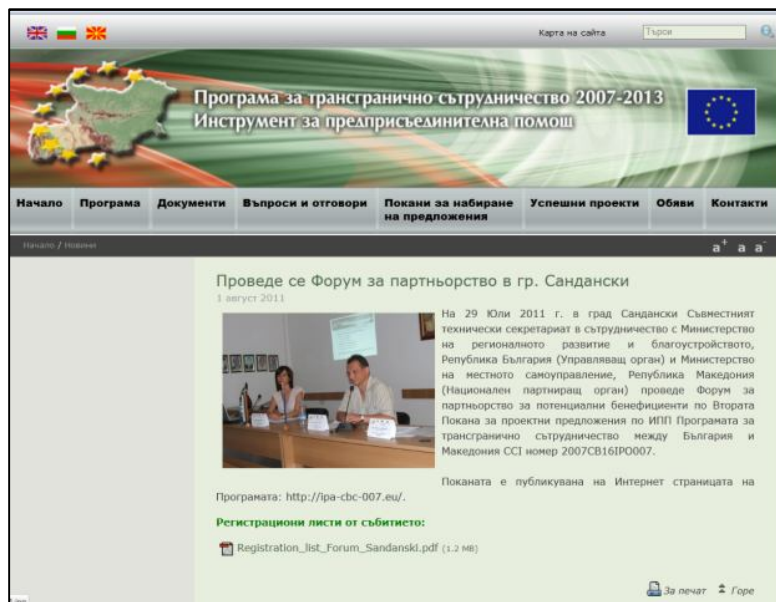 Карта на сайта
Търси
Програма за трансгранично сътрудничество 2007-2013
Инструмент за предприсъединителна помощ
Начало Програма Документи Въпроси и отговори Покани за набиране на предложения Успешни проекти Обяви Контакти
Начало / Новини
a+ a a-
Проведе се Форум за партньорство в гр. Сандански
1 август 2011
На 29 Юли 2011 г. в град Сандански Съвместният
технически секретариат в сътрудничество с Министерство
на регионалното развитие и благоустройството,
Република България (Управляващ орган) и Министерство
на местното самоуправление, Република Македония
(Национален партниращ орган) проведе Форум за
партньорство за потенциални бенефициенти по Втората
Покана за проектни предложения по ИПП Програмата за
трансгранично сътрудничество между България и
Македония CCI номер 2007CB16IPO007.
Поканата е публикувана на Интернет страницата на
Програмата: http://ipa-cbc-007.eu/.
Регистрациони листи от събитието:
Registration_list_Forum_Sandanski.pdf (1.2 MB)
За печат Горе